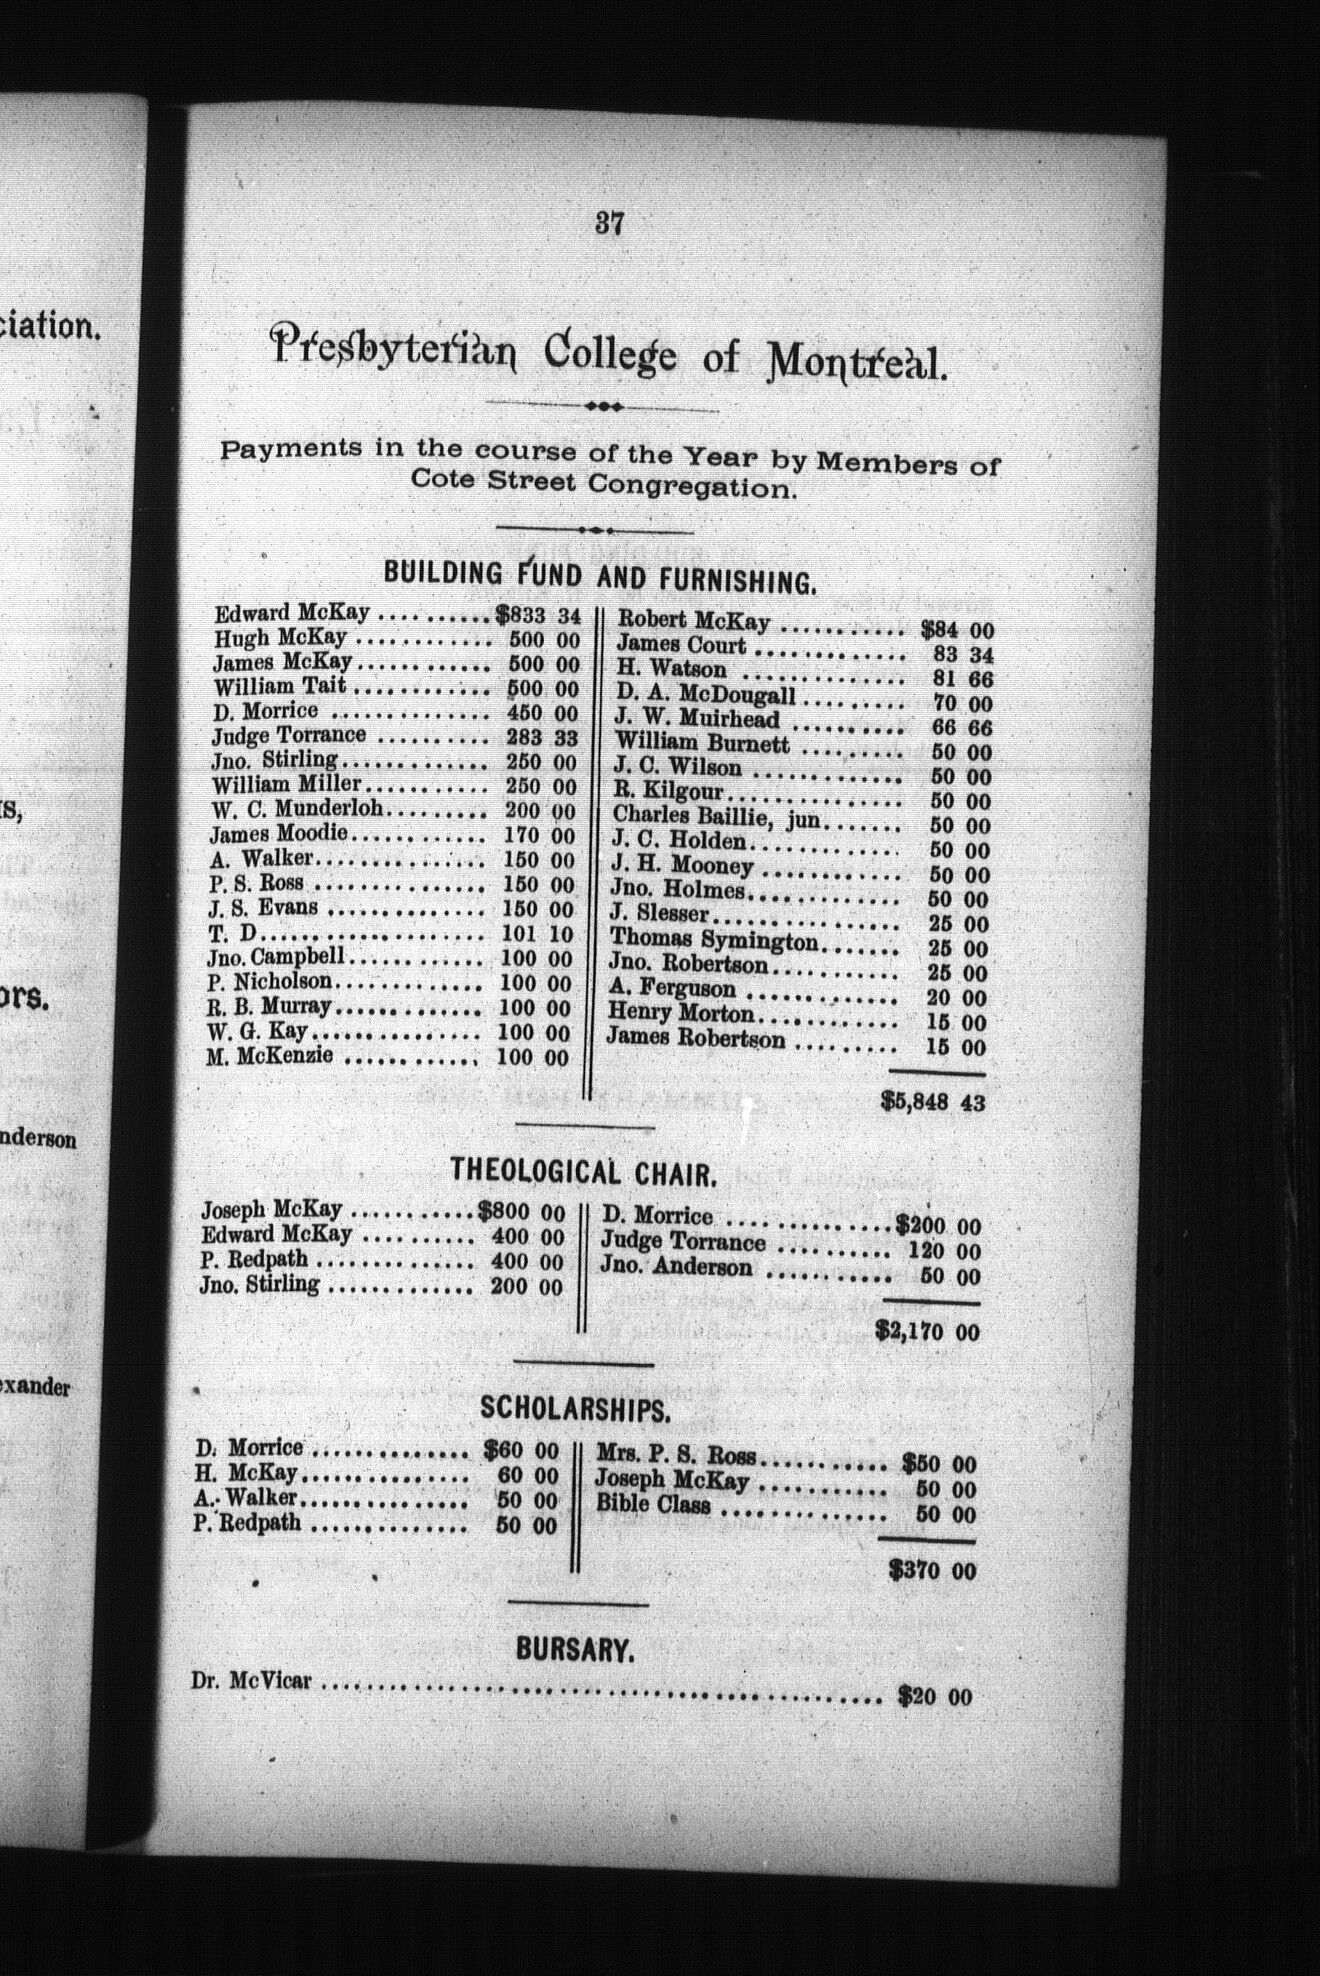 ciation.
nderson
exander
37
Presbyterian College of Montreal.
Payments in the course of the Year by Members of
Cote Street Congregation.
BUILDING FUND AND FURNISHING.
Edward McKay .......... $833 34
Hugh McKay ............ 500 00
James McKay............ 500 00
William Tait ............ 500 00
D. Morrice .............. 450 00
Judge Torrance .......... 283 33
Jno. Stirling............. 250 00
William Miller........... 250 00
W. C. Munderloh......... 200 00
James Moodie............ 170 00
A. Walker............... 150 00
P. S. Ross ............... 150 00
J. S. Evans .............. 150 00
T. D.................... 101 10
Jno. Campbell............ 100 00
P. Nicholson............. 100 00
R. B. Murray............. 100 00
W. G. Kay............... 100 00
M. McKenzie ............ 100 00
Robert McKay ........... $84 00
James Court ............. 83 34
H. Watson .............. 81 66
D. A. McDougall ......... 70 00
J. W. Muirhead .......... 66 66
William Burnett ......... 50 00
J. C. Wilson ............. 50 00
R. Kilgour............... 50 00
Charles Baillie, jun....... 50 00
J. C. Holden............. 50 00
J. H. Mooney ............ 50 00
Jno. Holmes............. 50 00
J. Slesser................ 25 00
Thomas Symington....... 25 00
Jno. Robertson........... 25 00
A. Ferguson ............. 20 00
Henry Morton............ 15 00
James Robertson ......... 15 00
$5,848 43
THEOLOGICAL CHAIR.
Joseph McKay ........... $800 00
Edward McKay .......... 400 00
P. Redpath .............. 400 00
Jno. Stirling ............. 200 00
D. Morrice .............. $200 00
Judge Torrance .......... 120 00
Jno. Anderson ........... 50 00
$2,170 00
SCHOLARSHIPS.
D. Morrice .............. $60 00
H. McKay............... 60 00
A. Walker............... 50 00
P. Redpath .............. 50 00
Mrs. P. S. Ross............ $50 00
Joseph McKay ............ 50 00
Bible Class ............... 50 00
$370 00
BURSARY.
Dr. McVicar ............................................. $20 00